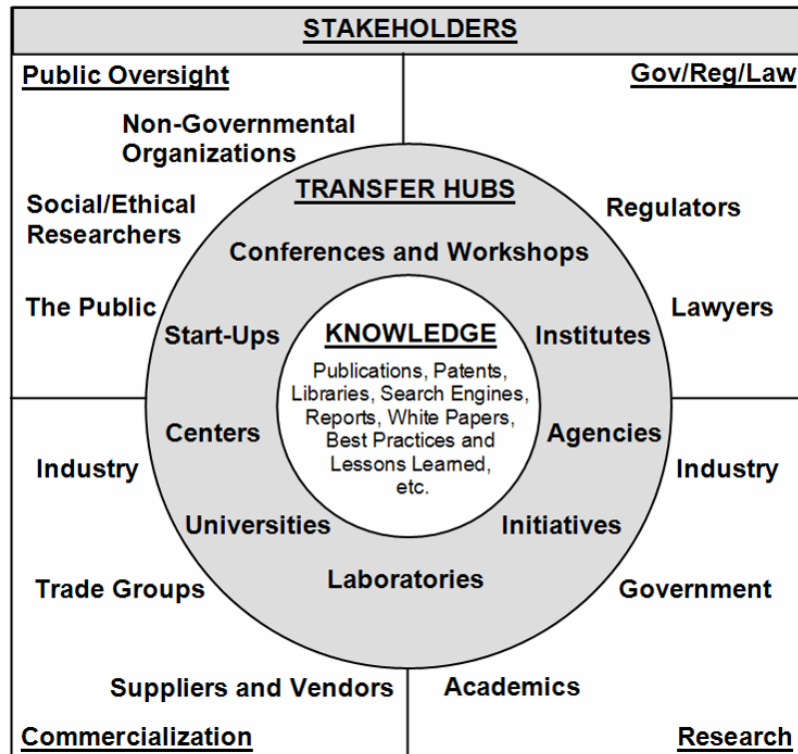 STAKEHOLDERS
Public Oversight
Gov/Reg/Law
Non-Governmental
Organizations
Social/Ethical
Researchers
The Public
Regulators
Lawyers
TRANSFER HUBS
Conferences and Workshops
Start-Ups
Institutes
Centers
Agencies
Universities
Initiatives
Laboratories
KNOWLEDGE
Publications, Patents,
Libraries, Search Engines,
Reports, White Papers,
Best Practices and
Lessons Learned,
etc.
Industry
Trade Groups
Suppliers and Vendors
Commercialization
Industry
Government
Academics
Research